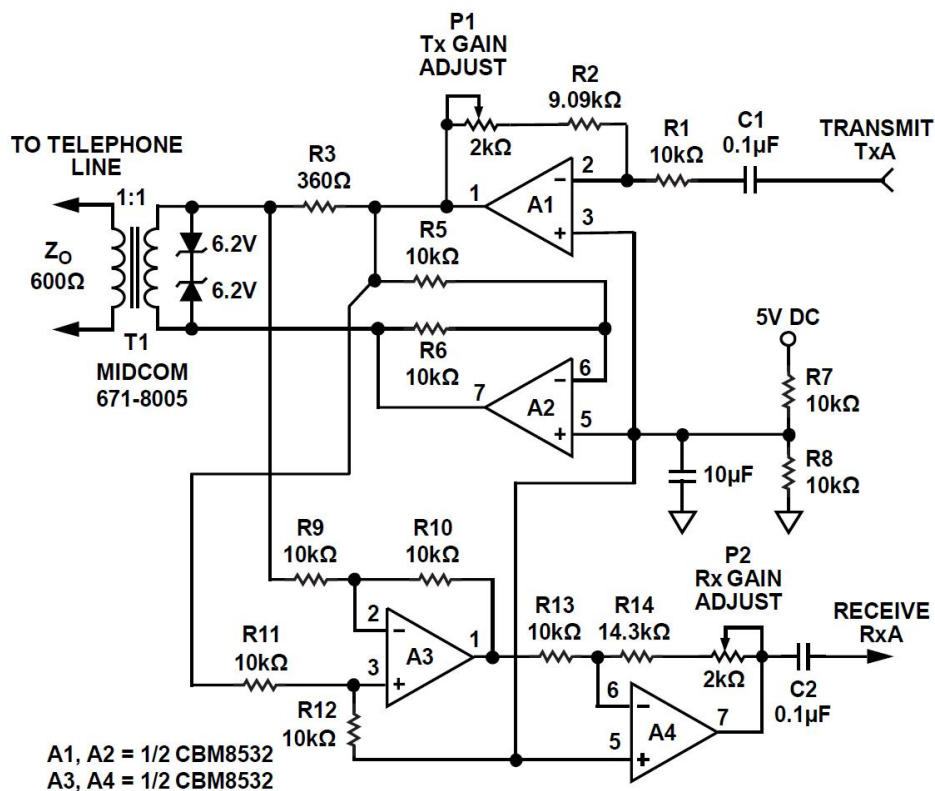 P1
Tx GAIN
ADJUST
2kΩ
R2
9.09kΩ
R1
10kΩ
C1
0.1µF
TRANSMIT
TxA
TO TELEPHONE
LINE
1:1
ZO
600Ω
T1
MIDCOM
671-8005
6.2V
6.2V
R3
360Ω
1
A1
2
−
3
+
R5
10kΩ
R6
10kΩ
7
A2
6
−
5
+
5V DC
R7
10kΩ
R8
10kΩ
10µF
R9
10kΩ
R10
10kΩ
R11
10kΩ
R12
10kΩ
2
−
3
+
A3
1
R13
10kΩ
R14
14.3kΩ
P2
Rx GAIN
ADJUST
2kΩ
6
−
5
+
A4
7
C2
0.1µF
RECEIVE
RxA
A1, A2 = 1/2 CBM8532
A3, A4 = 1/2 CBM8532